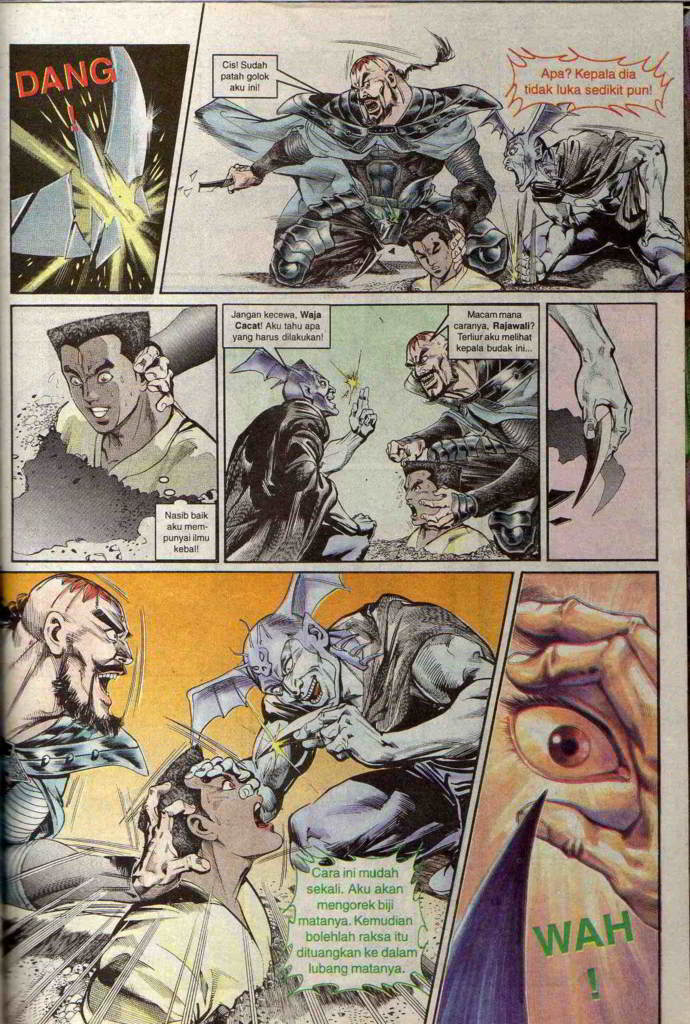 DANG
!
Cis! Sudah
patah golok
aku ini!
Apa? Kepala dia
tidak luka sedikit pun!
Nasib baik
aku mem-
punyai ilmu
kebal!
Jangan kecewa, Waja
Cacat! Aku tahu apa
yang harus dilakukan!
Macam mana
caranya, Rajawali?
Terliur aku melihat
kepala budak ini...
Cara ini mudah
sekali. Aku akan
mengorek biji
matanya. Kemudian
bolehlah raksa itu
dituangkan ke dalam
lubang matanya.
WAH
!